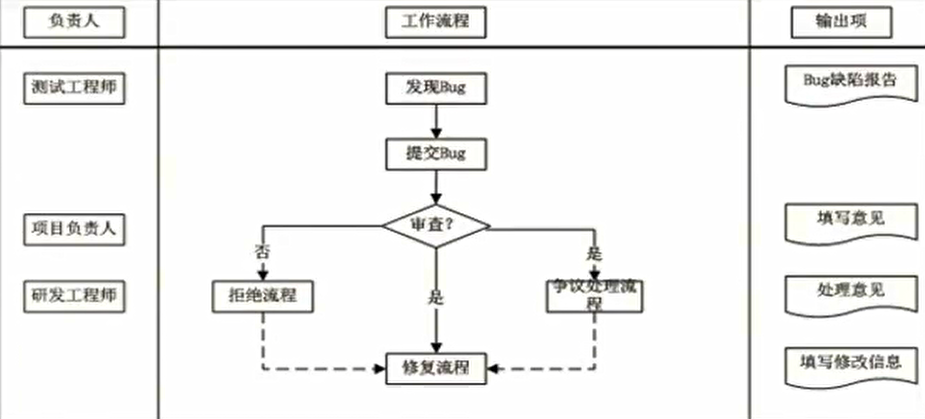 负责人
工作流程
输出项
测试工程师
发现Bug
Bug缺陷报告
提交Bug
项目负责人
审查?
填写意见
否
是
是
研发工程师
拒绝流程
争议处理流
程
处理意见
修复流程
填写修改信息